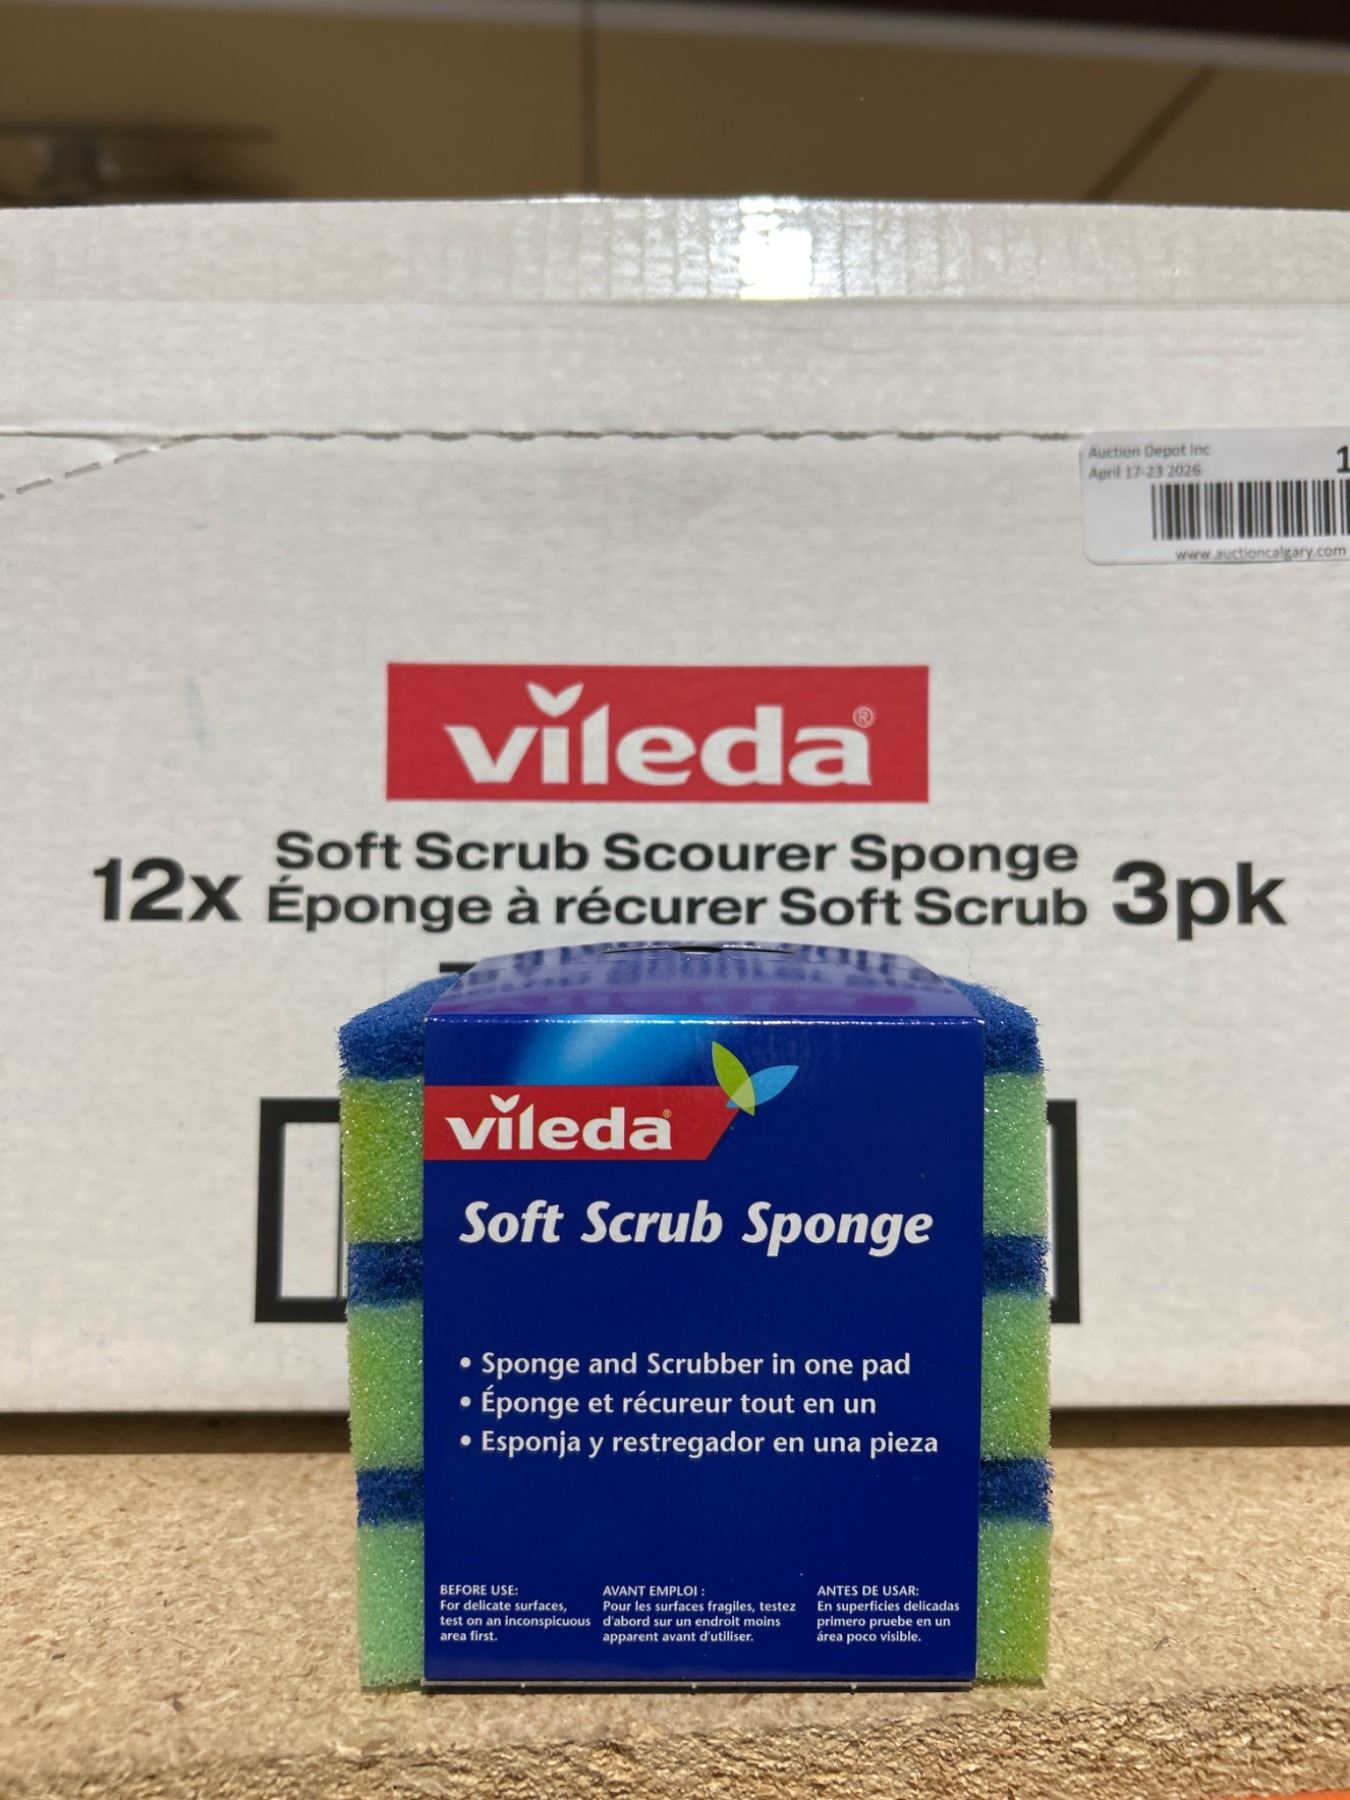 Auction Depot Inc
April 17-23 2026
1
www.auctioncalgary.com
vileda®
12x Soft Scrub Scourer Sponge 3pk
Éponge à récurer Soft Scrub
vileda
Soft Scrub Sponge
• Sponge and Scrubber in one pad
• Éponge et récureur tout en un
• Esponja y restregador en una pieza
BEFORE USE:
For delicate surfaces,
test on an inconspicuous
area first.
AVANT EMPLOI :
Pour les surfaces fragiles, testez
d'abord sur un endroit moins
apparent avant d'utiliser.
ANTES DE USAR:
En superficies delicadas
primero pruebe en un
área poco visible.